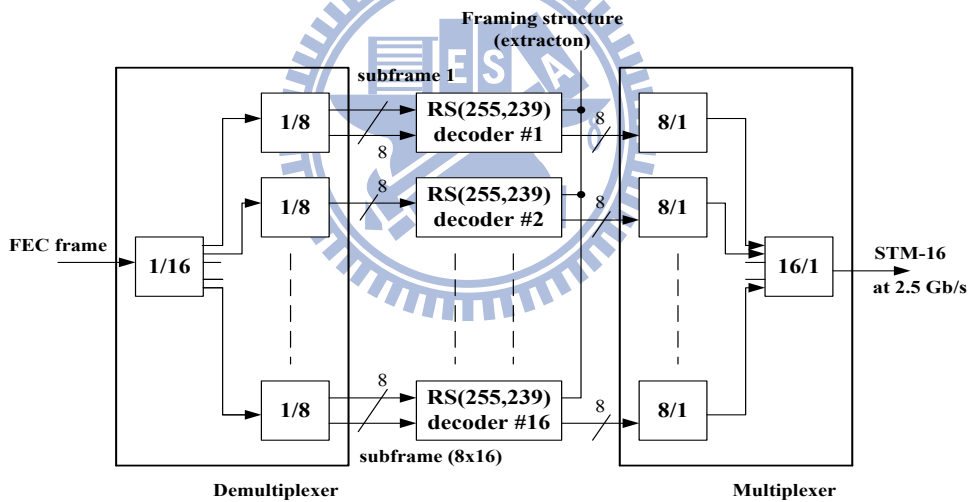 Framing structure
(extracton)
subframe 1
E S A
1/8
8
RS(255,239)
decoder #1
8
8/1
1/8
8
RS(255,239)
decoder #2
8
8/1
FEC frame
1/16
16/1
STM-16
at 2.5 Gb/s
1/8
8
RS(255,239)
decoder #16
8
8/1
subframe (8x16)
Demultiplexer
Multiplexer